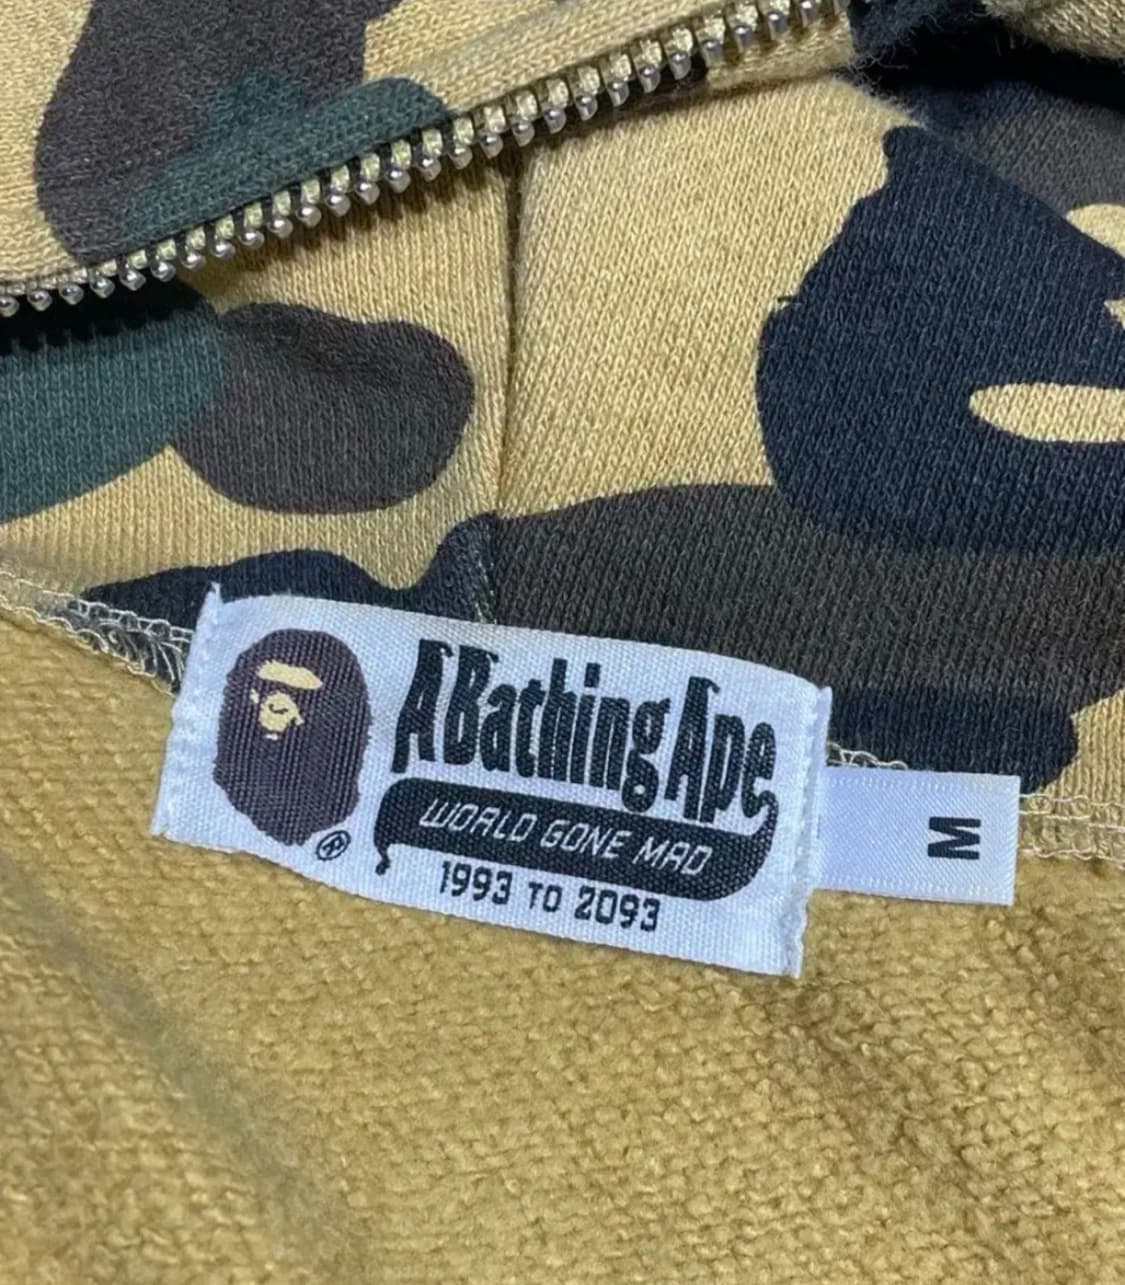 A Bathing Ape
WORLD GONE MAD
1993 TO 2093
®
M